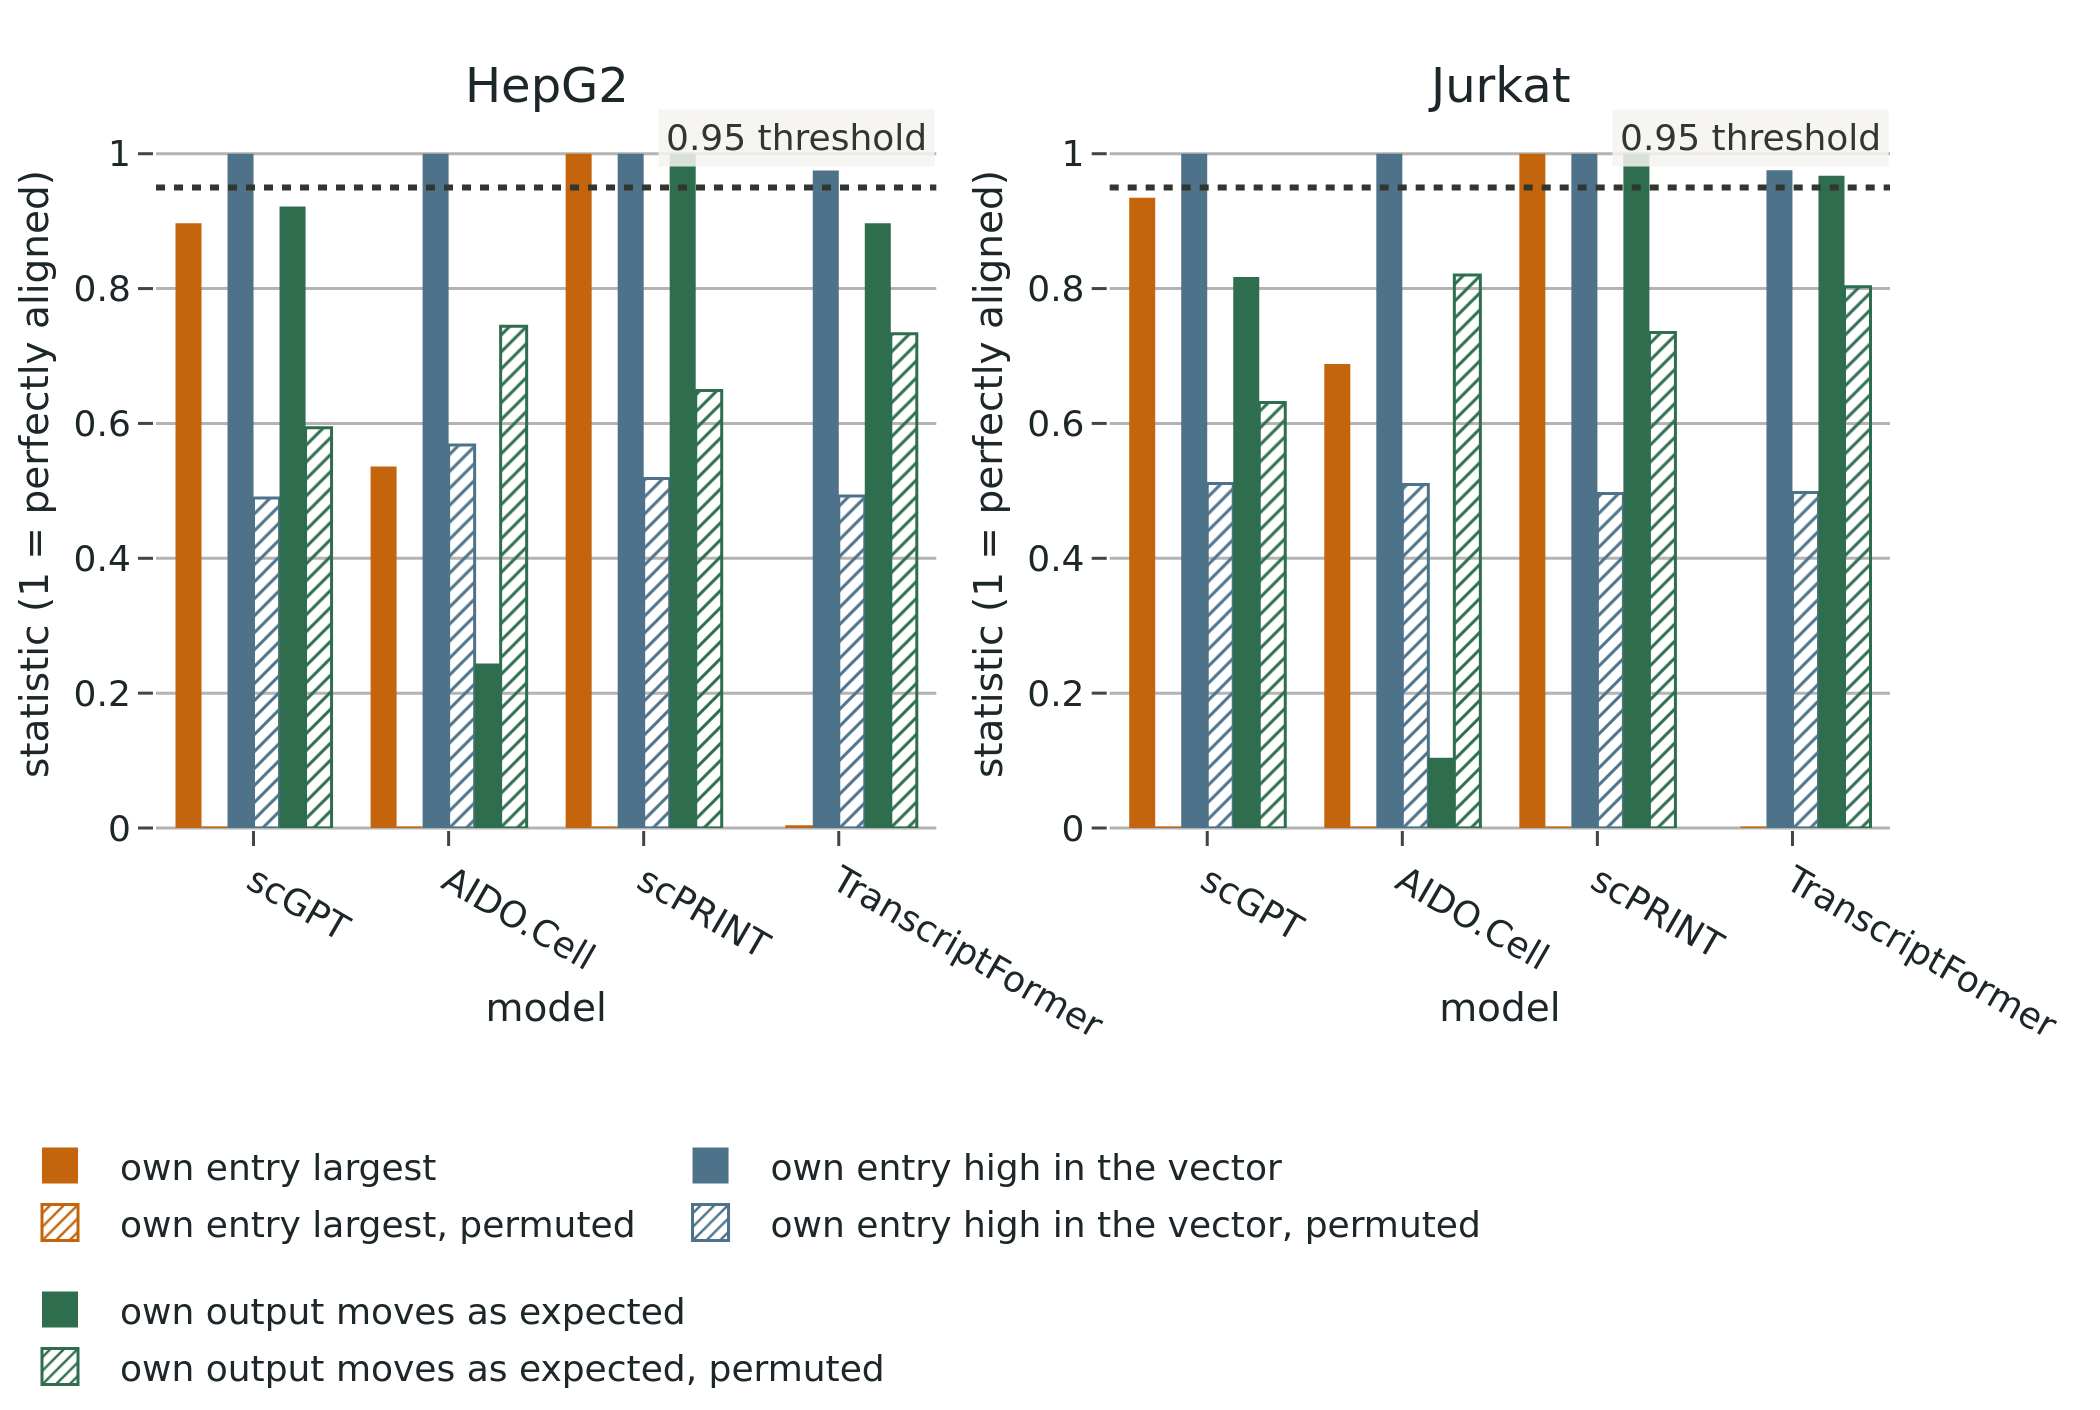 HepG2
0.95 threshold
statistic (1 = perfectly aligned)
1
0.8
0.6
0.4
0.2
0
scGPT
AIDO.Cell
scPRINT
TranscriptFormer
model
Jurkat
0.95 threshold
statistic (1 = perfectly aligned)
1
0.8
0.6
0.4
0.2
0
scGPT
AIDO.Cell
scPRINT
TranscriptFormer
model
own entry largest
own entry largest, permuted
own entry high in the vector
own entry high in the vector, permuted
own output moves as expected
own output moves as expected, permuted